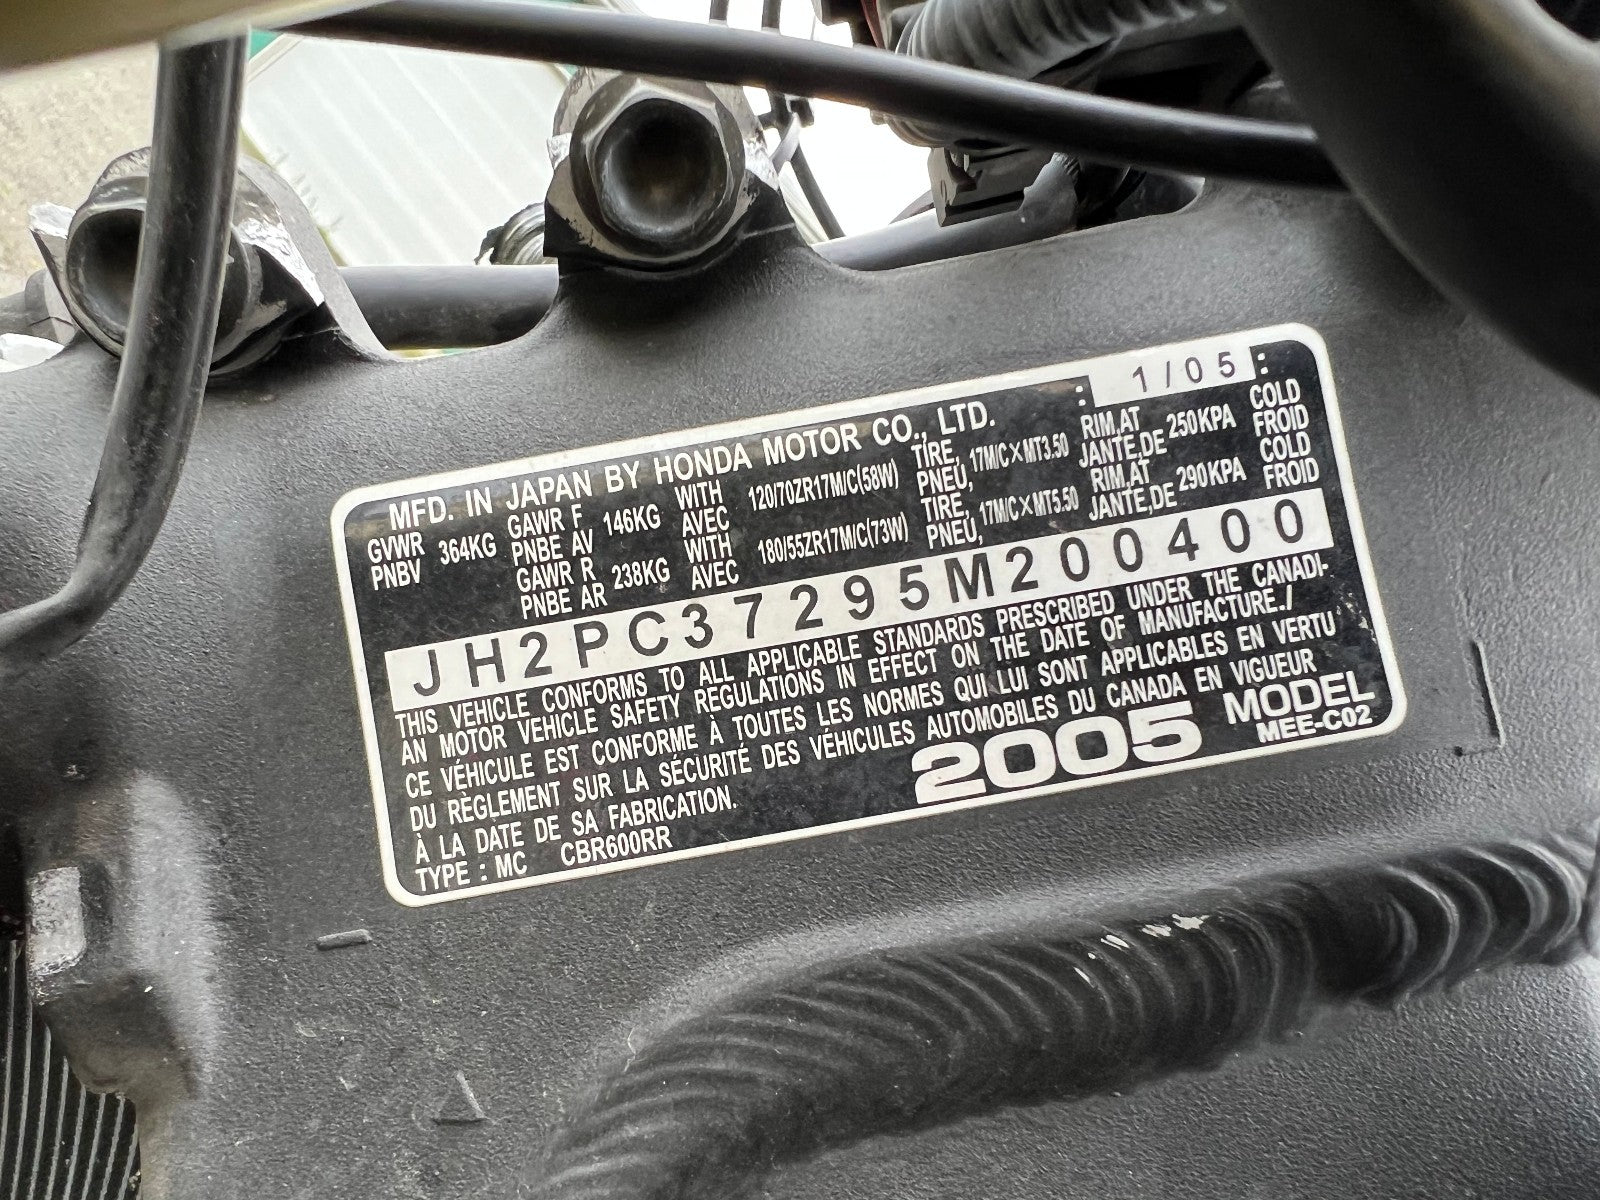 MFD. IN JAPAN BY HONDA MOTOR CO., LTD. : 1/05 :
GVWR 364KG GAWR F 146KG WITH 120/70ZR17M/C(58W) TIRE, 17M/C×MT3.50 RIM,AT 250KPA COLD
PNBV PNBE AV AVEC PNEU, JANTE,DE FROID
GAWR R 238KG WITH 180/55ZR17M/C(73W) TIRE, 17M/C×MT5.50 RIM,AT 290KPA COLD
PNBE AR AVEC PNEU, JANTE,DE FROID
JH2PC37295M200400
THIS VEHICLE CONFORMS TO ALL APPLICABLE STANDARDS PRESCRIBED UNDER THE CANADI-
AN MOTOR VEHICLE SAFETY REGULATIONS IN EFFECT ON THE DATE OF MANUFACTURE./
CE VÉHICULE EST CONFORME À TOUTES LES NORMES QUI LUI SONT APPLICABLES EN VERTU
DU RÈGLEMENT SUR LA SÉCURITÉ DES VÉHICULES AUTOMOBILES DU CANADA EN VIGUEUR
À LA DATE DE SA FABRICATION.
2005 MODEL
TYPE : MC CBR600RR
MEE-C02